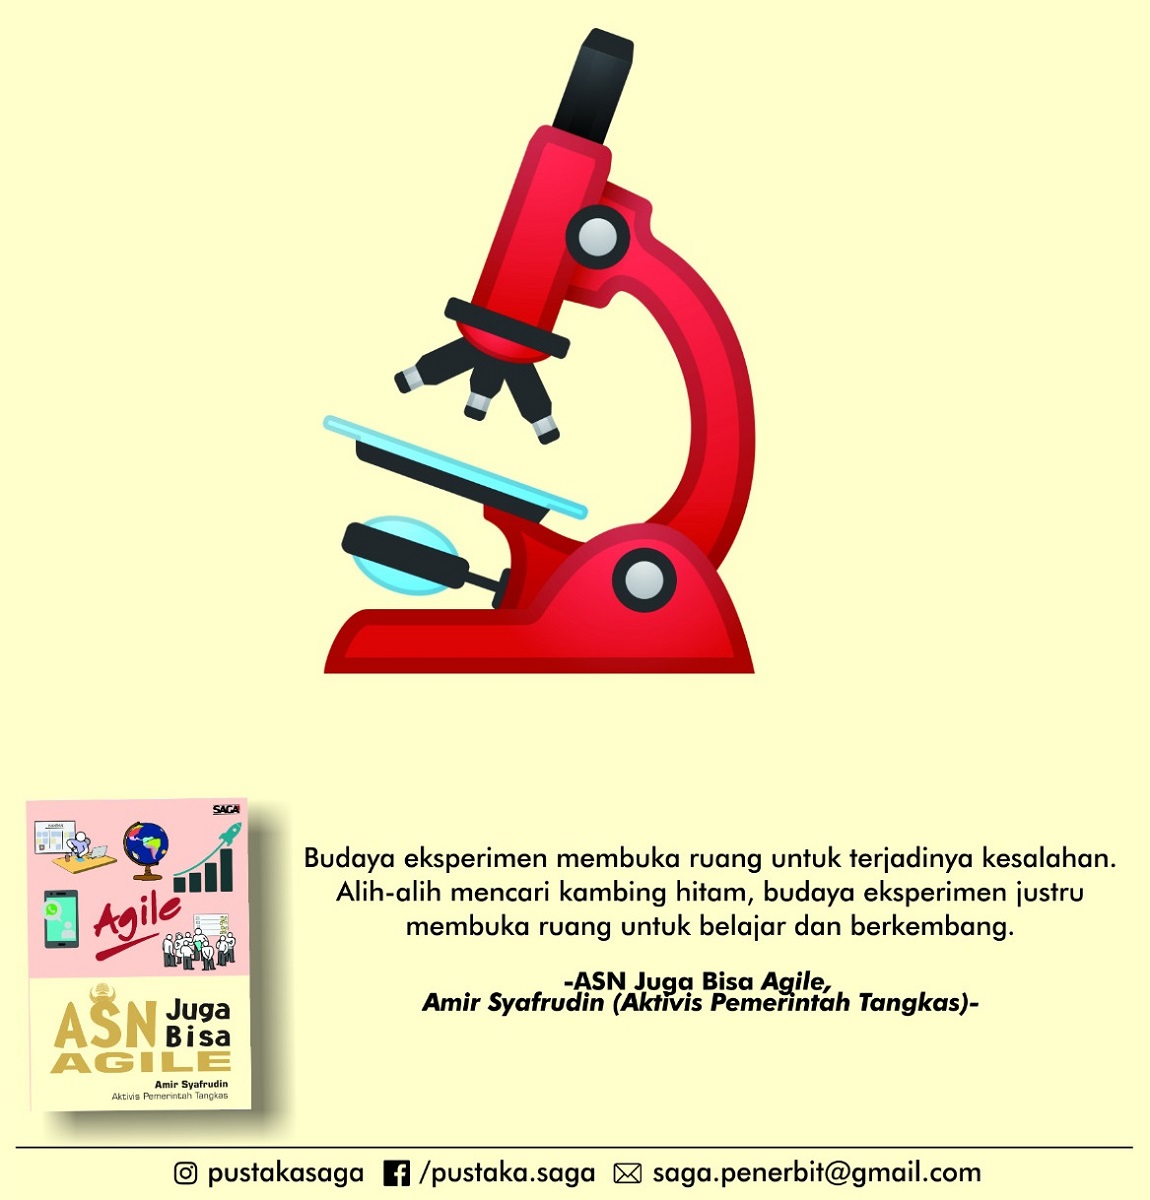 SAGA
Agile
ASN Juga
Bisa
AGILE
Amir Syafrudin
Aktivis Pemerintah Tangkas
Budaya eksperimen membuka ruang untuk terjadinya kesalahan.
Alih-alih mencari kambing hitam, budaya eksperimen justru
membuka ruang untuk belajar dan berkembang.
-ASN Juga Bisa Agile,
Amir Syafrudin (Aktivis Pemerintah Tangkas)-
pustakasaga /pustaka.saga saga.penerbit@gmail.com